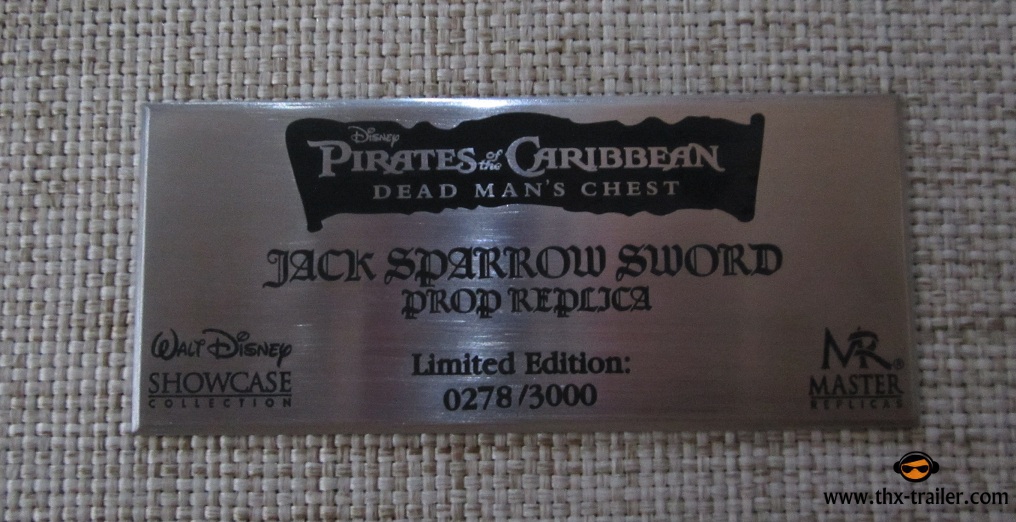 Disney
PIRATES of the CARIBBEAN
DEAD MAN'S CHEST
JACK SPARROW SWORD
PROP REPLICA
WALT DISNEY
SHOWCASE
COLLECTION
Limited Edition:
0278/3000
MR®
MASTER
REPLICAS
www.thx-trailer.com